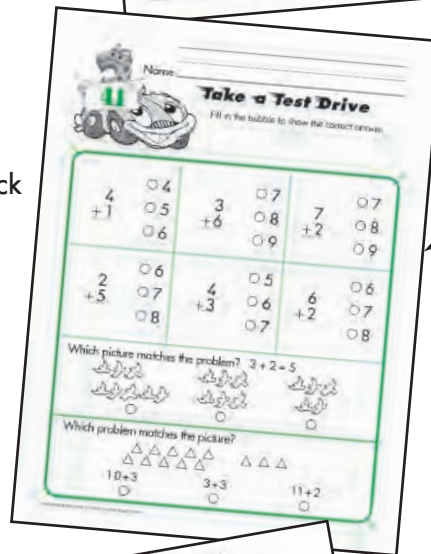 ck
Name
Take a Test Drive
Fill in the bubble to show the correct answer.
4 +1 4 5 6
3 +6 7 8 9
7 +2 7 8 9
2 +5 6 7 8
4 +3 5 6 7
6 +2 6 7 8
Which picture matches the problem? 3 + 2 = 5
Which problem matches the picture?
10+3 3+3 11+2